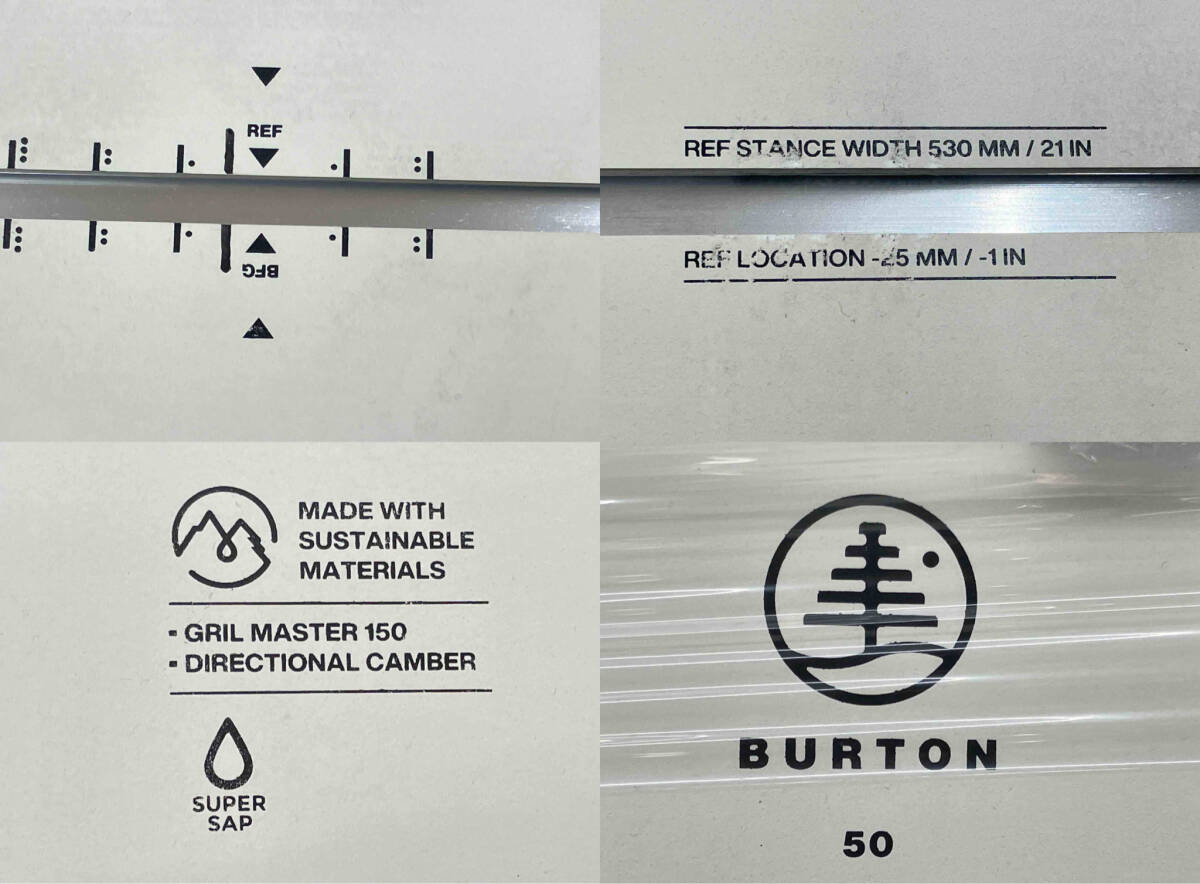 REF
BFG
REF STANCE WIDTH 530 MM / 21 IN
REF LOCATION -25 MM / -1 IN
MADE WITH
SUSTAINABLE
MATERIALS
- GRIL MASTER 150
- DIRECTIONAL CAMBER
SUPER
SAP
BURTON
50